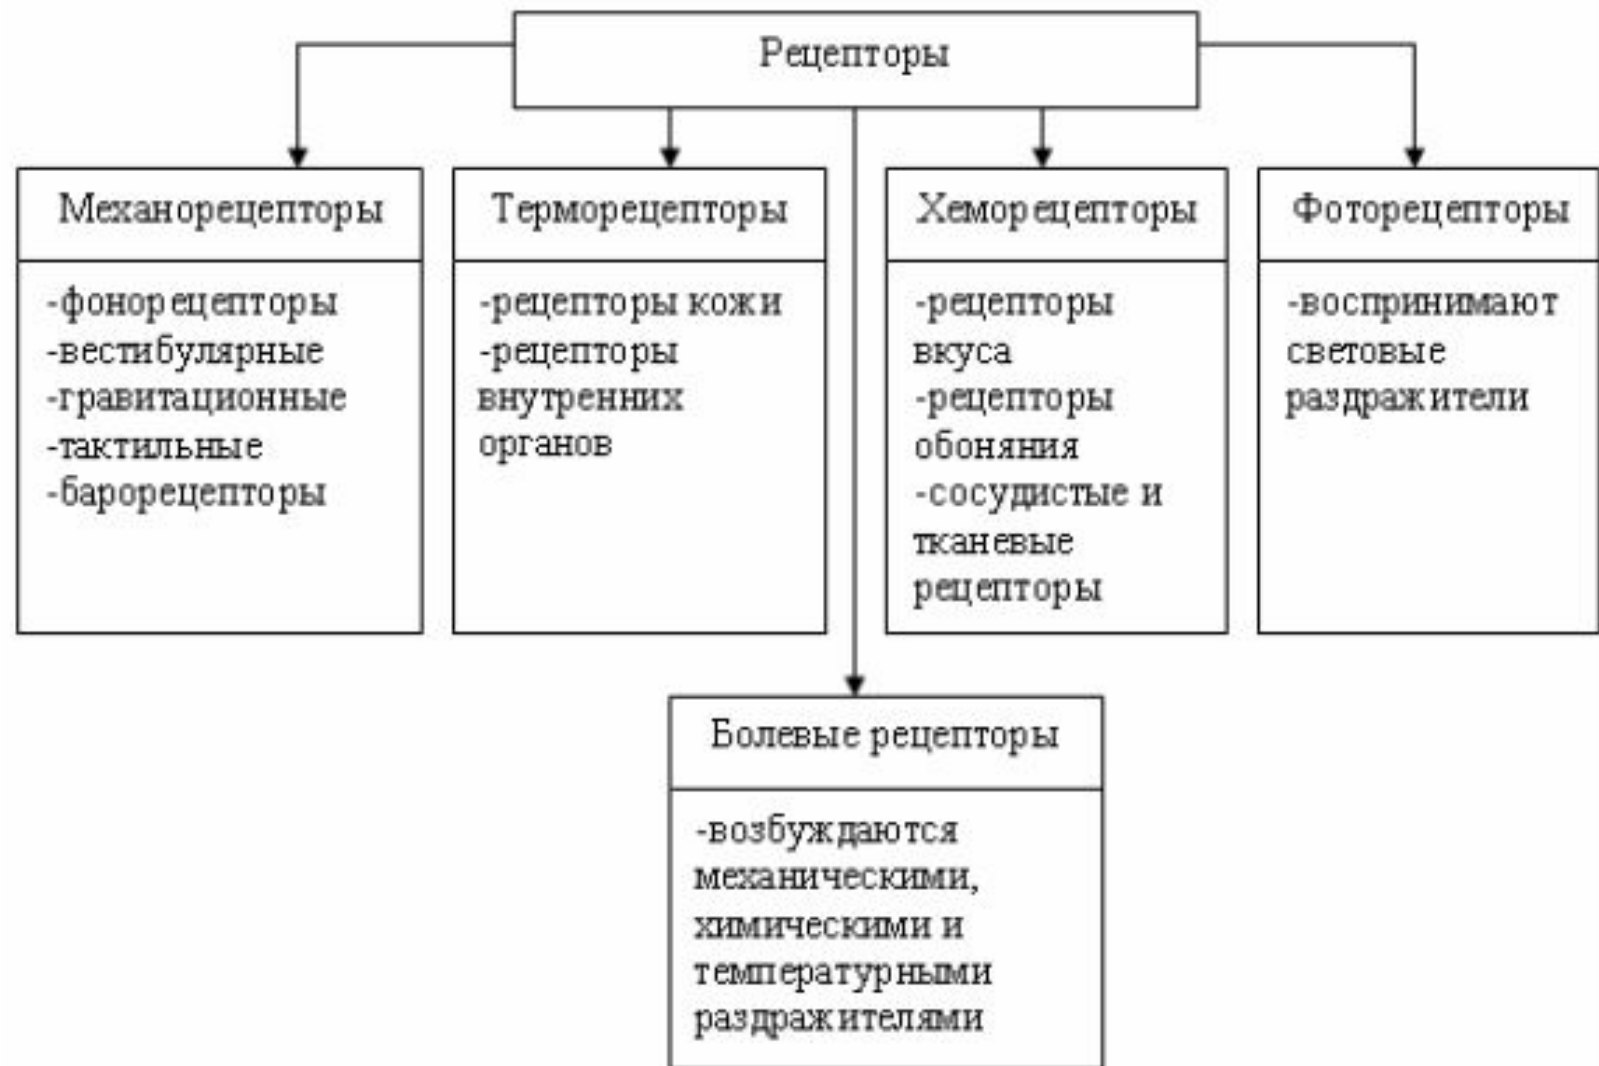 Рецепторы
Механорецепторы
-фонорецепторы
-вестибулярные
-гравитационные
-тактильные
-барорецепторы
Терморецепторы
-рецепторы кожи
-рецепторы
внутренних
органов
Хеморецепторы
-рецепторы
вкуса
-рецепторы
обоняния
-сосудистые и
тканевые
рецепторы
Фоторецепторы
-воспринимают
световые
раздражители
Болевые рецепторы
-возбуждаются
механическими,
химическими и
температурными
раздражителями